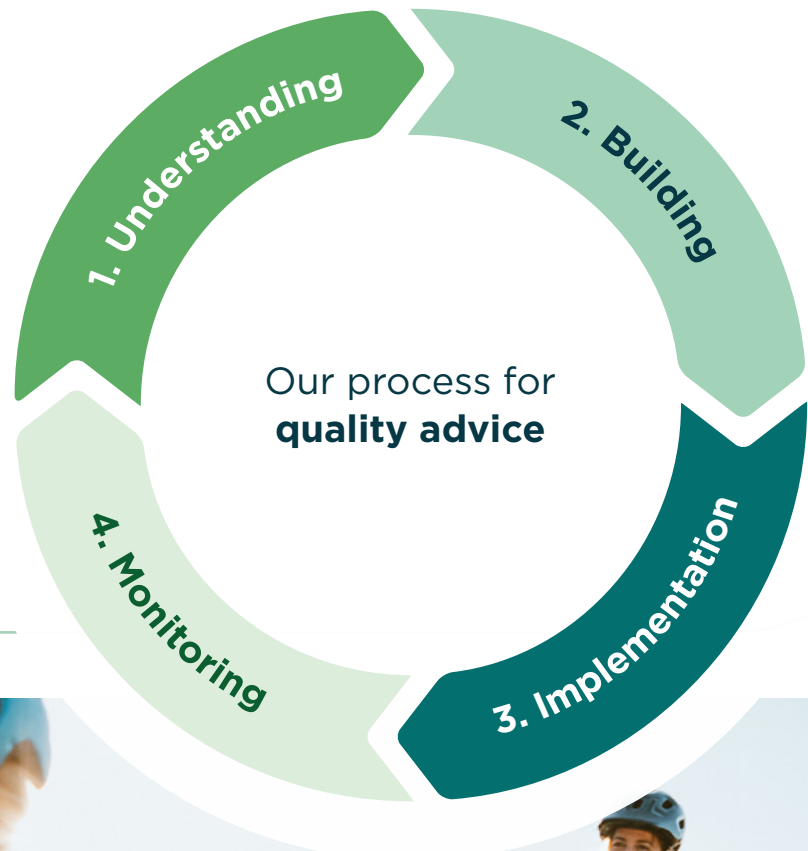 1. Understanding
2. Building
Our process for
quality advice
3. Implementation
4. Monitoring